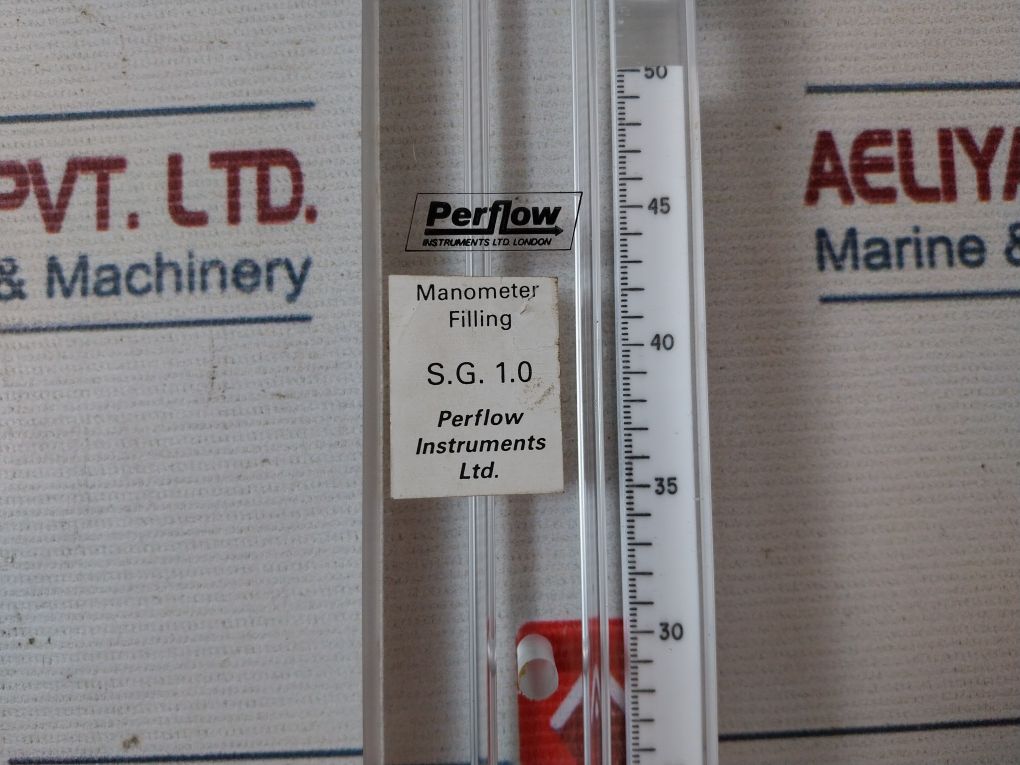 PVT. LTD.
& Machinery
Perflow
INSTRUMENTS LTD. LONDON
Manometer
Filling
S.G. 1.0
Perflow
Instruments
Ltd.
50
45
40
35
30
AELIYA
Marine &